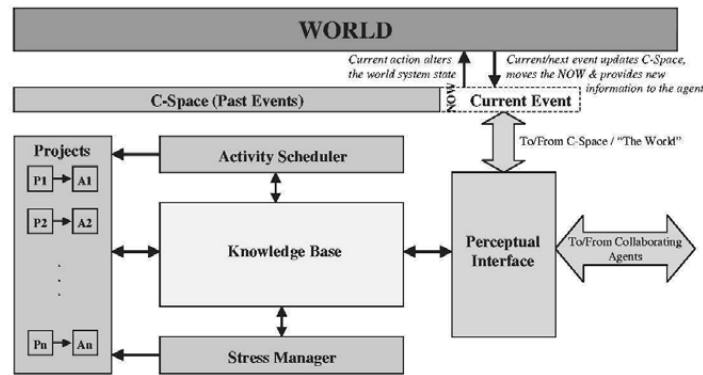 WORLD
Current action alters
the world system state
Current/next event updates C-Space,
moves the NOW & provides new
information to the agent
C-Space (Past Events)
NOW
Current Event
To/From C-Space / "The World"
Projects
P1
A1
P2
A2
.
.
.
Pn
An
Activity Scheduler
Knowledge Base
Stress Manager
Perceptual
Interface
To/From Collaborating
Agents